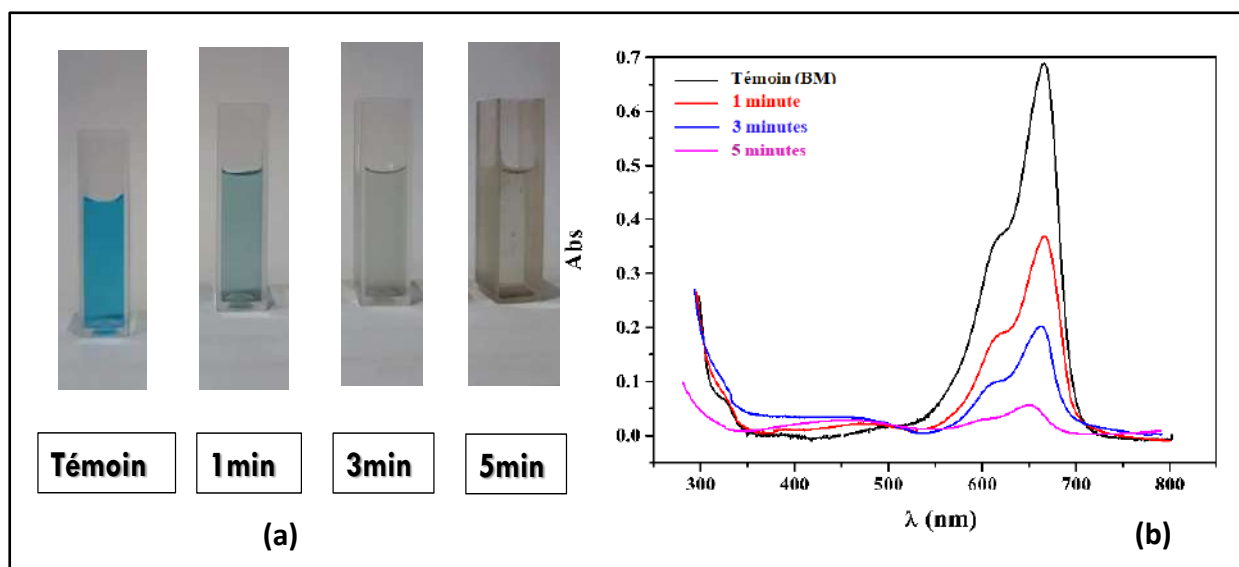 Témoin
1min
3min
5min
(a)
Témoin (BM)
1 minute
3 minutes
5 minutes
Abs
0.7
0.6
0.5
0.4
0.3
0.2
0.1
0.0
300 400 500 600 700 800
λ (nm)
(b)